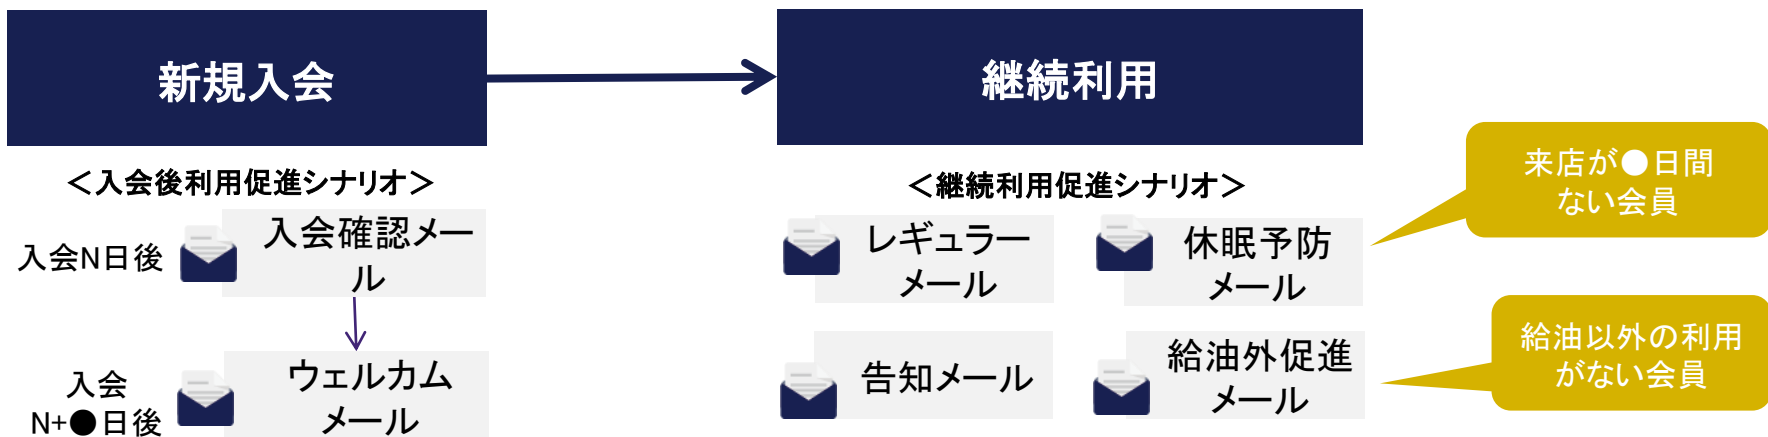 新規入会
継続利用
＜入会後利用促進シナリオ＞
入会N日後
入会確認メー
ル
入会
N+●日後
ウェルカム
メール
＜継続利用促進シナリオ＞
レギュラー
メール
休眠予防
メール
告知メール
給油外促進
メール
来店が●日間
ない会員
給油以外の利用
がない会員